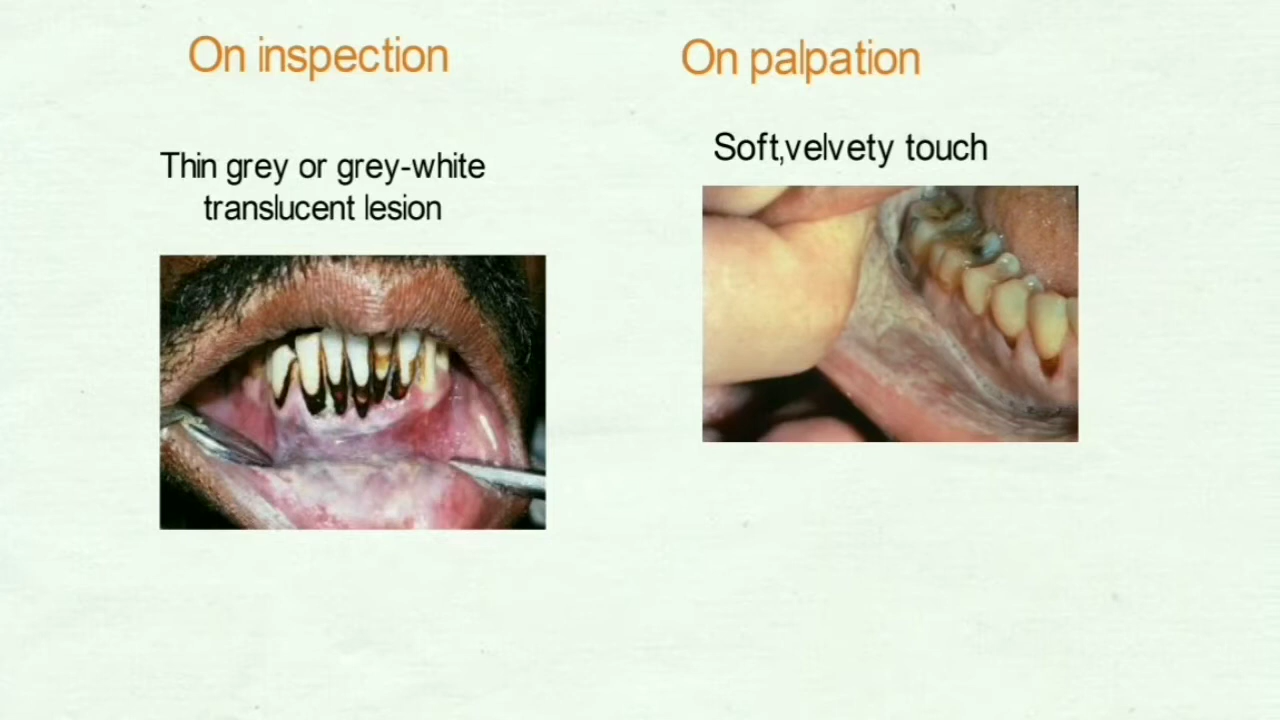 On inspection
Thin grey or grey-white
translucent lesion
On palpation
Soft,velvety touch